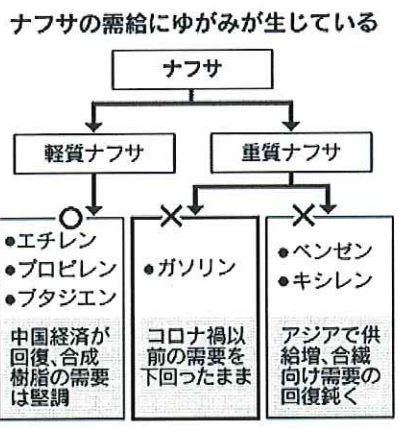 ナフサの需給にゆがみが生じている
ナフサ
軽質ナフサ
重質ナフサ
○
●エチレン
●プロピレン
●ブタジエン
中国経済が
回復、合成
樹脂の需要
は堅調
×
●ガソリン
コロナ禍以
前の需要を
下回ったまま
×
●ベンゼン
●キシレン
アジアで供
給増、合繊
向け需要の
回復鈍く